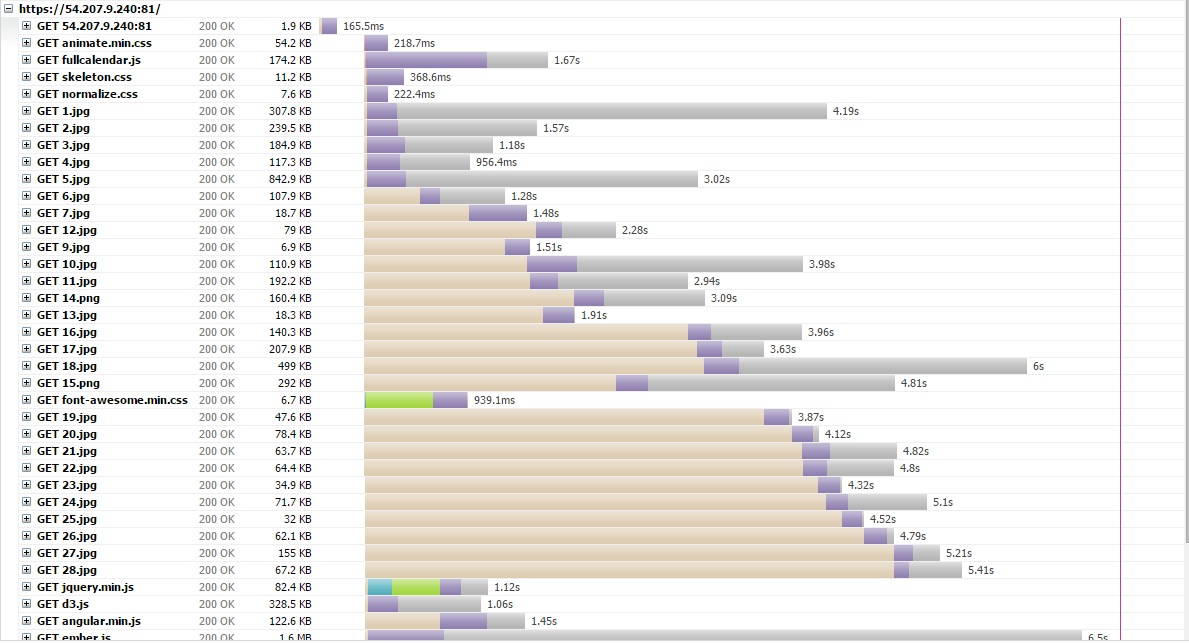 https://54.207.9.240:81/
GET 54.207.9.240:81 200 OK 1.9 KB 165.5ms
GET animate.min.css 200 OK 54.2 KB 218.7ms
GET fullcalendar.js 200 OK 174.2 KB 1.67s
GET skeleton.css 200 OK 11.2 KB 368.6ms
GET normalize.css 200 OK 7.6 KB 222.4ms
GET 1.jpg 200 OK 307.8 KB 4.19s
GET 2.jpg 200 OK 239.5 KB 1.57s
GET 3.jpg 200 OK 184.9 KB 1.18s
GET 4.jpg 200 OK 117.3 KB 956.4ms
GET 5.jpg 200 OK 842.9 KB 3.02s
GET 6.jpg 200 OK 107.9 KB 1.28s
GET 7.jpg 200 OK 18.7 KB 1.48s
GET 12.jpg 200 OK 79 KB 2.28s
GET 9.jpg 200 OK 6.9 KB 1.51s
GET 10.jpg 200 OK 110.9 KB 3.98s
GET 11.jpg 200 OK 192.2 KB 2.94s
GET 14.png 200 OK 160.4 KB 3.09s
GET 13.jpg 200 OK 18.3 KB 1.91s
GET 16.jpg 200 OK 140.3 KB 3.96s
GET 17.jpg 200 OK 207.9 KB 3.63s
GET 18.jpg 200 OK 499 KB 6s
GET 15.png 200 OK 292 KB 4.81s
GET font-awesome.min.css 200 OK 6.7 KB 939.1ms
GET 19.jpg 200 OK 47.6 KB 3.87s
GET 20.jpg 200 OK 78.4 KB 4.12s
GET 21.jpg 200 OK 63.7 KB 4.82s
GET 22.jpg 200 OK 64.4 KB 4.8s
GET 23.jpg 200 OK 34.9 KB 4.32s
GET 24.jpg 200 OK 71.7 KB 5.1s
GET 25.jpg 200 OK 32 KB 4.52s
GET 26.jpg 200 OK 62.1 KB 4.79s
GET 27.jpg 200 OK 155 KB 5.21s
GET 28.jpg 200 OK 67.2 KB 5.41s
GET jquery.min.js 200 OK 82.4 KB 1.12s
GET d3.js 200 OK 328.5 KB 1.06s
GET angular.min.js 200 OK 122.6 KB 1.45s
GET ember.js 200 OK 1.6 MB 6.5s